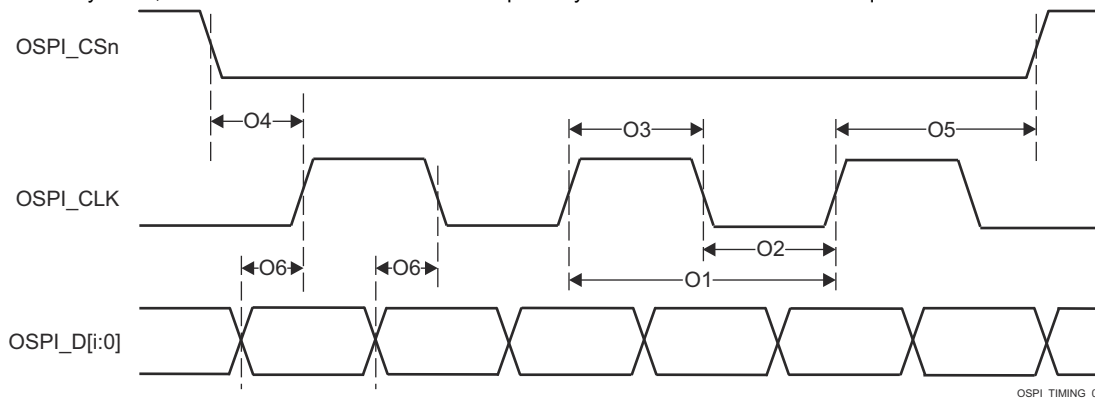 OSPI_CSn
O4
O3
O5
OSPI_CLK
O2
O6
O6
O1
OSPI_D[i:0]